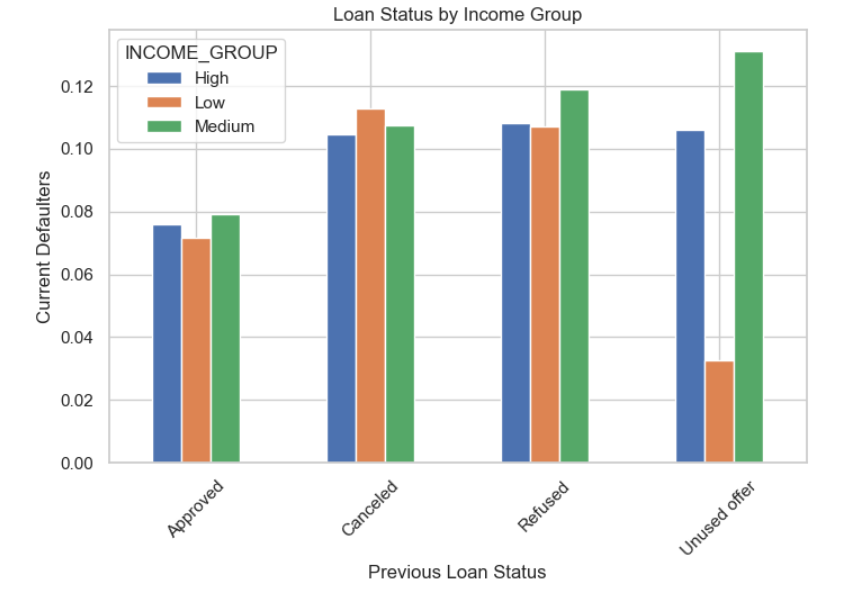 Loan Status by Income Group
INCOME_GROUP
High
Low
Medium
Current Defaulters
0.12
0.10
0.08
0.06
0.04
0.02
0.00
Approved
Canceled
Refused
Unused offer
Previous Loan Status